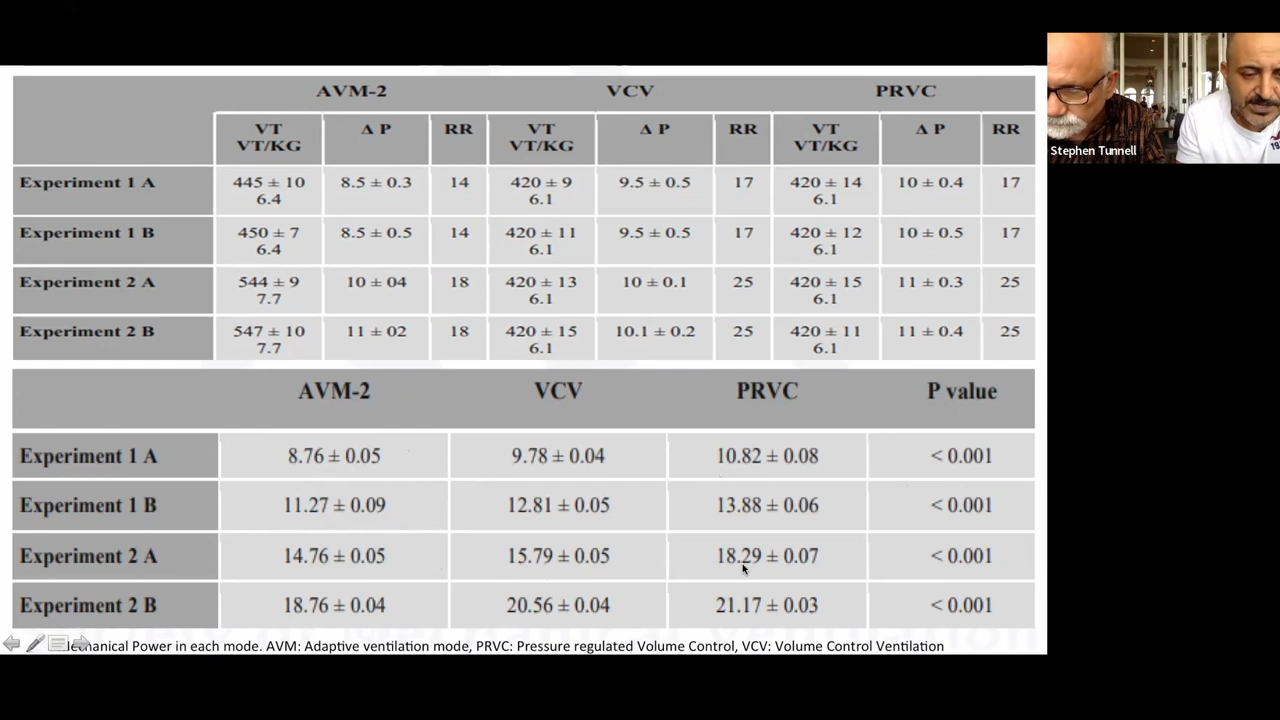 AVM-2 VCV PRVC
VT Δ P RR VT Δ P RR VT Δ P RR
VT/KG VT/KG VT/KG
Experiment 1 A 445 ± 10 8.5 ± 0.3 14 420 ± 9 9.5 ± 0.5 17 420 ± 14 10 ± 0.4 17
6.4 6.1 6.1
Experiment 1 B 450 ± 7 8.5 ± 0.5 14 420 ± 11 9.5 ± 0.5 17 420 ± 12 10 ± 0.5 17
6.4 6.1 6.1
Experiment 2 A 544 ± 9 10 ± 04 18 420 ± 13 10 ± 0.1 25 420 ± 15 11 ± 0.3 25
7.7 6.1 6.1
Experiment 2 B 547 ± 10 11 ± 02 18 420 ± 15 10.1 ± 0.2 25 420 ± 11 11 ± 0.4 25
7.7 6.1 6.1
AVM-2 VCV PRVC P value
Experiment 1 A 8.76 ± 0.05 9.78 ± 0.04 10.82 ± 0.08 < 0.001
Experiment 1 B 11.27 ± 0.09 12.81 ± 0.05 13.88 ± 0.06 < 0.001
Experiment 2 A 14.76 ± 0.05 15.79 ± 0.05 18.29 ± 0.07 < 0.001
Experiment 2 B 18.76 ± 0.04 20.56 ± 0.04 21.17 ± 0.03 < 0.001
Power in each mode. AVM: Adaptive ventilation mode, PRVC: Pressure regulated Volume Control, VCV: Volume Control Ventilation
Stephen Tunnell